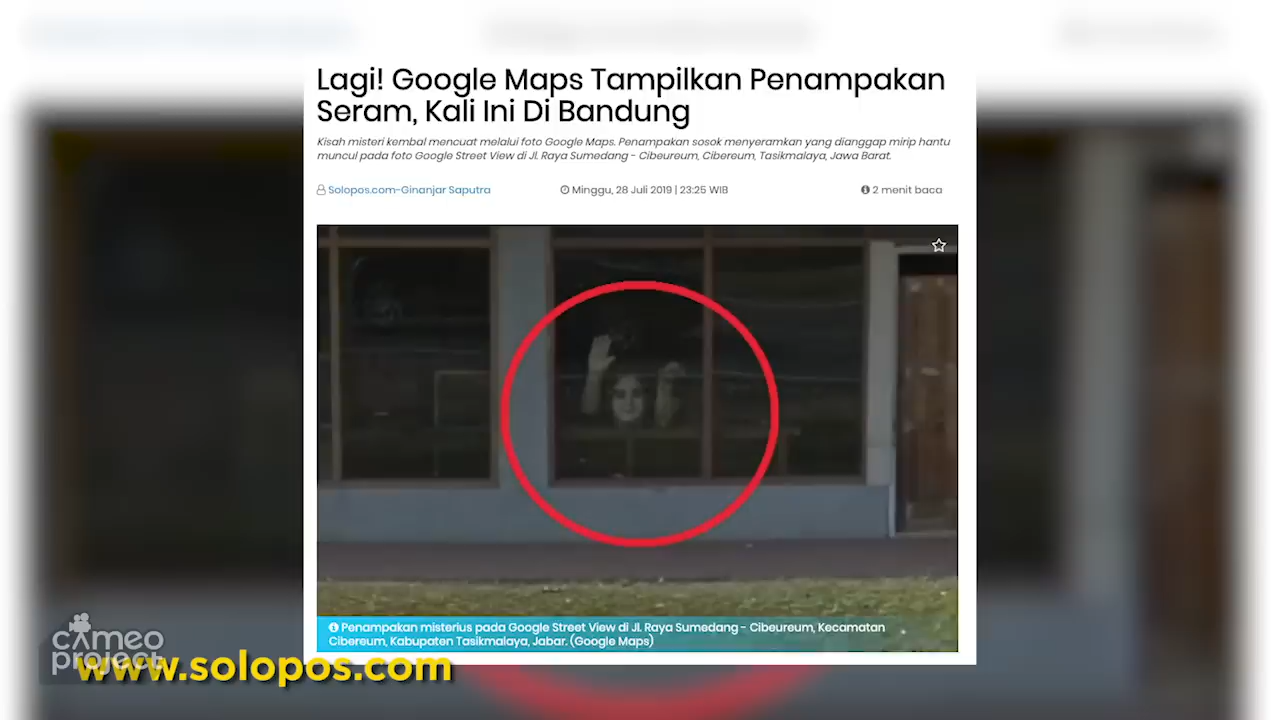 Lagi! Google Maps Tampilkan Penampakan
Seram, Kali Ini Di Bandung
Kisah misteri kembal mencuat melalui foto Google Maps. Penampakan sosok menyeramkan yang dianggap mirip hantu
muncul pada foto Google Street View di Jl. Raya Sumedang - Cibeureum, Cibereum, Tasikmalaya, Jawa Barat.
Solopos.com-Ginanjar Saputra
Minggu, 28 Juli 2019 | 23:25 WIB
2 menit baca
Penampakan misterius pada Google Street View di Jl. Raya Sumedang - Cibeureum, Kecamatan
Cibereum, Kabupaten Tasikmalaya, Jabar. (Google Maps)
cameo
project
www.solopos.com